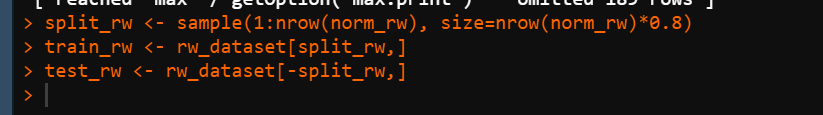 [ reached 'max' / getOption("max.print") -- omitted 189 rows ]
> split_rw <- sample(1:nrow(norm_rw), size=nrow(norm_rw)*0.8)
> train_rw <- rw_dataset[split_rw,]
> test_rw <- rw_dataset[-split_rw,]
>